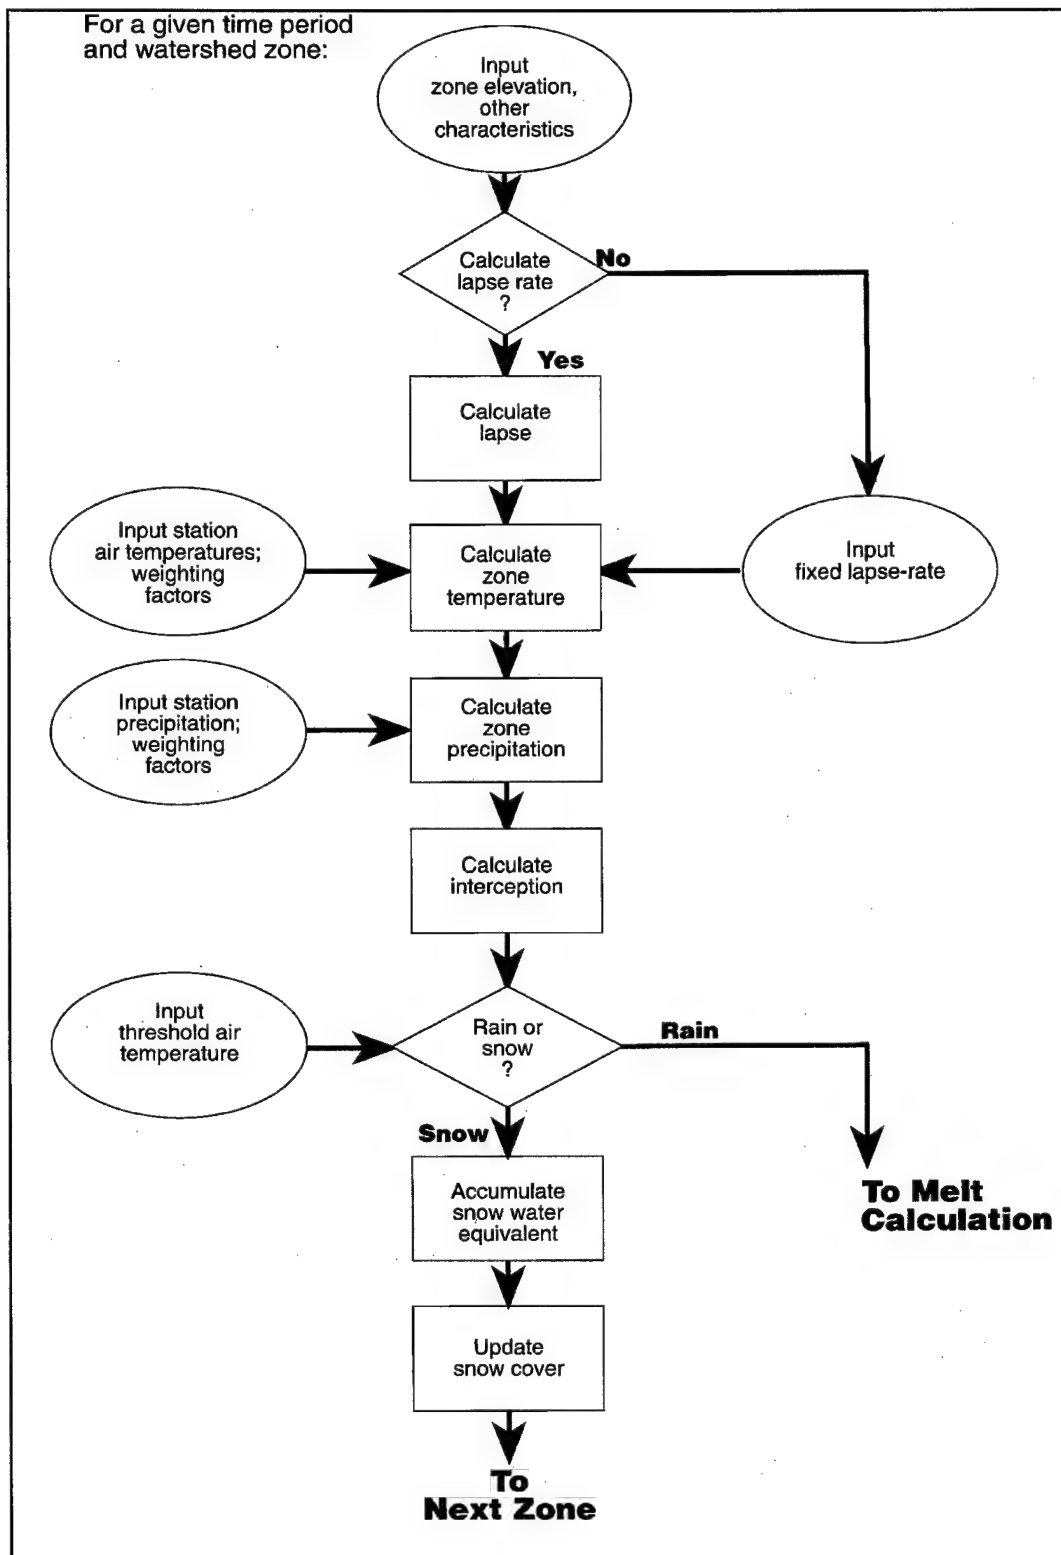 For a given time period
and watershed zone:
Input
zone elevation,
other
characteristics
Calculate
lapse rate
?
No
Yes
Calculate
lapse
Input station
air temperatures;
weighting
factors
Calculate
zone
temperature
Input
fixed lapse-rate
Input station
precipitation;
weighting
factors
Calculate
zone
precipitation
Calculate
interception
Input
threshold air
temperature
Rain or
snow
?
Rain
Snow
To Melt
Calculation
Accumulate
snow water
equivalent
Update
snow cover
To
Next Zone